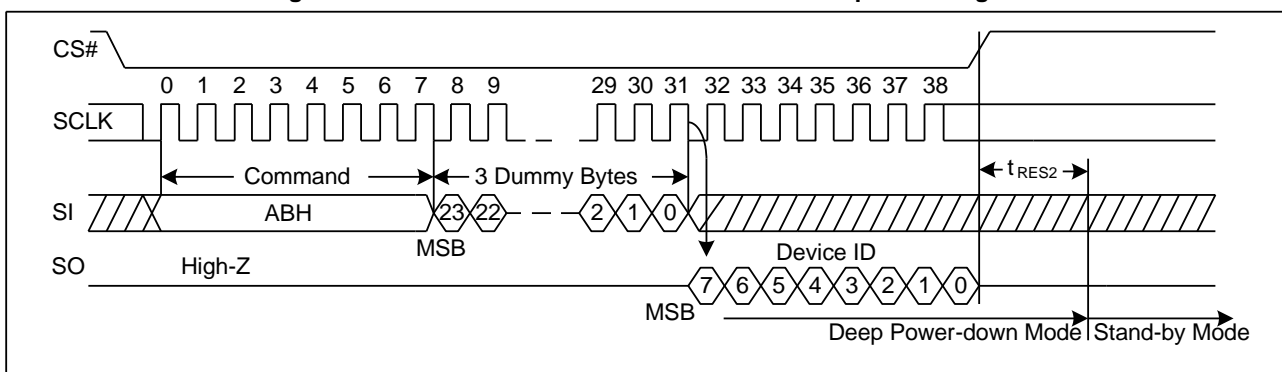 CS#
0 1 2 3 4 5 6 7 8 9 29 30 31 32 33 34 35 36 37 38
SCLK
Command 3 Dummy Bytes tRES2
SI ABH 23 22 2 1 0
MSB Device ID
SO High-Z
7 6 5 4 3 2 1 0
MSB
Deep Power-down Mode Stand-by Mode